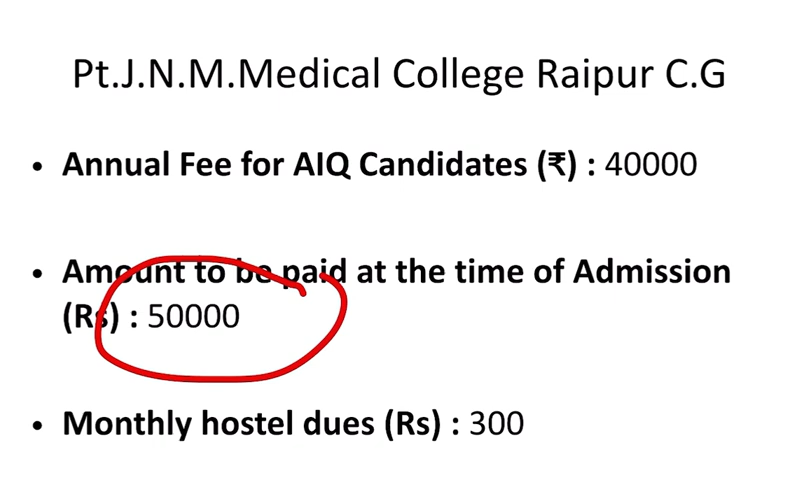 Pt.J.N.M.Medical College Raipur C.G
• Annual Fee for AIQ Candidates (₹) : 40000
• Amount to be paid at the time of Admission
(Rs) : 50000
• Monthly hostel dues (Rs) : 300